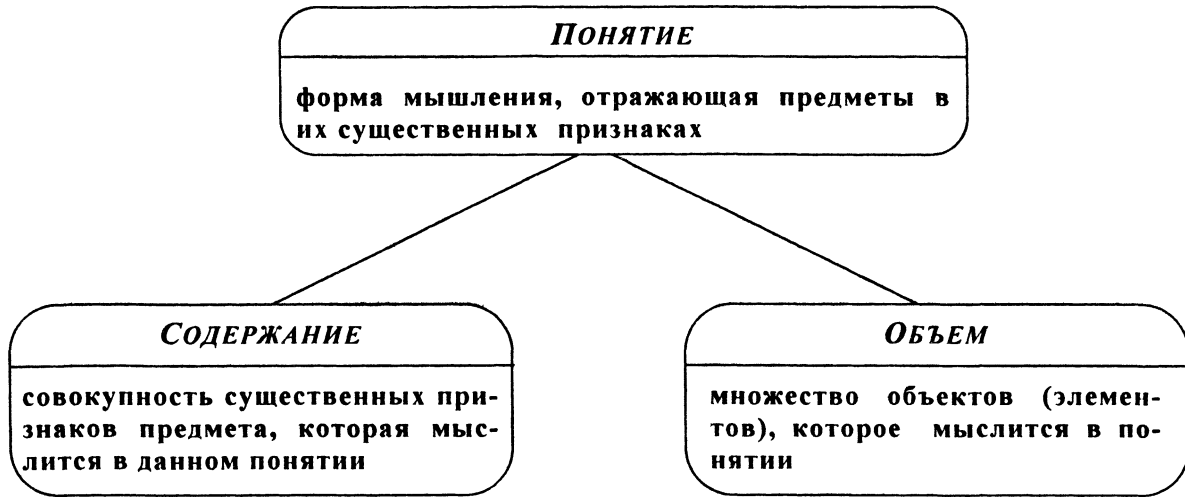 ПОНЯТИЕ
форма мышления, отражающая предметы в
их существенных признаках
СОДЕРЖАНИЕ
совокупность существенных при-
знаков предмета, которая мыс-
лится в данном понятии
ОБЪЕМ
множество объектов (элемен-
тов), которое мыслится в по-
нятии